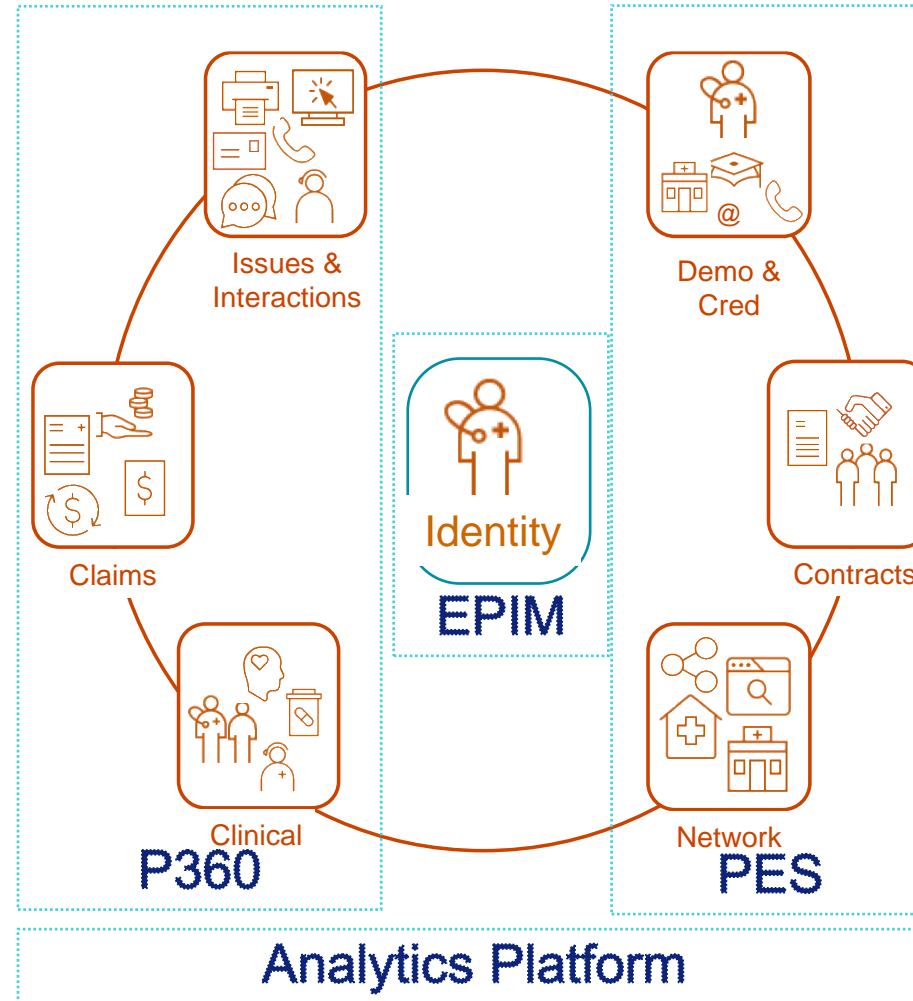 Issues &
Interactions
@
Demo &
Cred
$
$
Claims
Identity
EPIM
Contracts
Clinical
P360
Network
PES
Analytics Platform